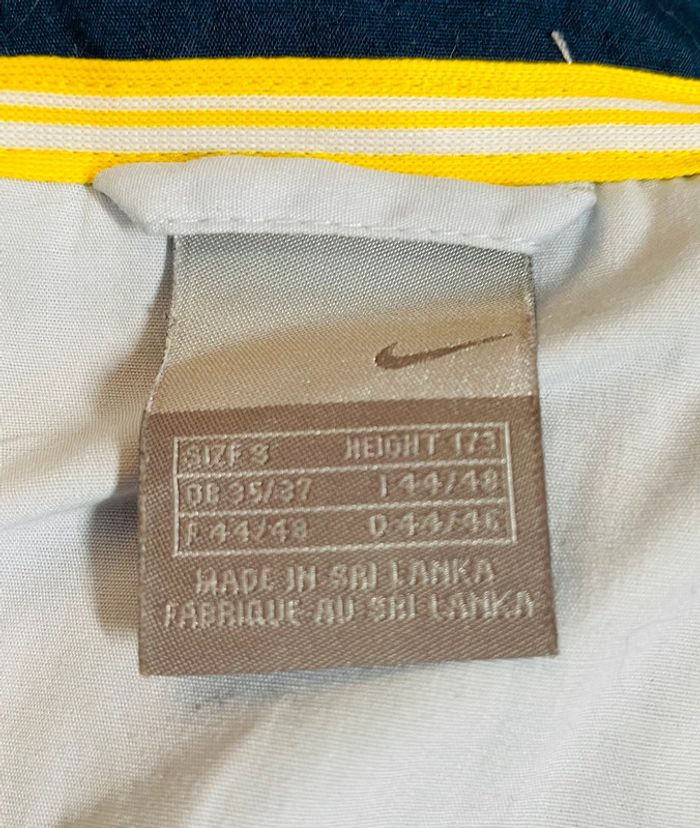 SIZE S HEIGHT 173
GB 35/37 I 44/48
F 44/48 D 44/46
MADE IN SRI LANKA
FABRIQUE AU SRI LANKA